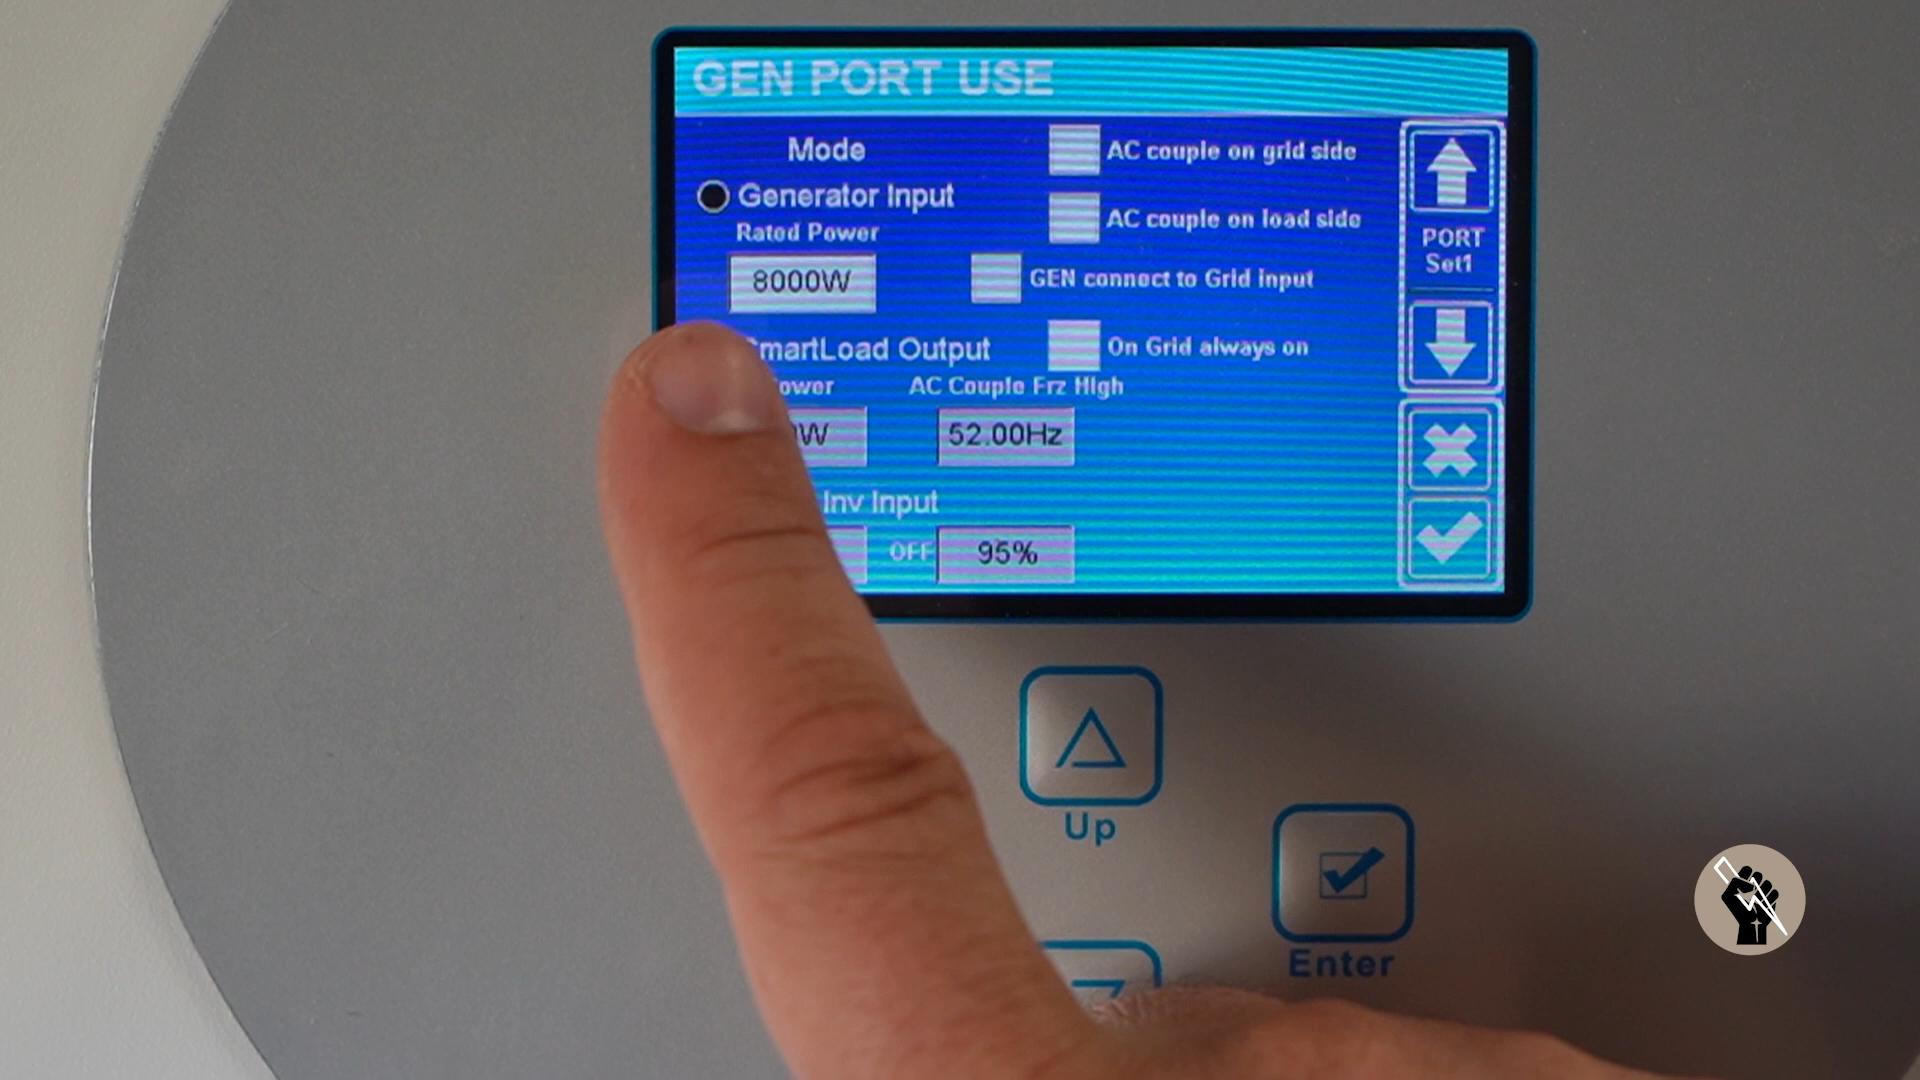 GEN PORT USE
Mode
Generator Input
Rated Power
8000W
AC couple on grid side
AC couple on load side
GEN connect to Grid input
SmartLoad Output
On Grid always on
AC Couple Frz High
52.00Hz
Inv Input
OFF 95%
PORT
Set1
Up
Enter